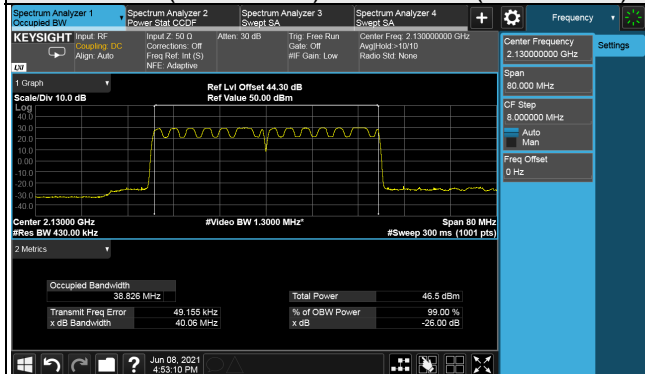 Spectrum Analyzer 1
Occupied BW
Spectrum Analyzer 2
Power Stat CCDF
Spectrum Analyzer 3
Swept SA
Spectrum Analyzer 4
Swept SA
Frequency
KEYSIGHT
Input: RF
Coupling: DC
Align: Auto
Input Z: 50 Ω
Corrections: Off
Freq Ref: Int (S)
NFE: Adaptive
Atten: 30 dB
Trig: Free Run
Gate: Off
#IF Gain: Low
Center Freq: 2.130000000 GHz
Avg|Hold:>10/10
Radio Std: None
LXI
1 Graph
Scale/Div 10.0 dB
Ref Lvl Offset 44.30 dB
Ref Value 50.00 dBm
Log
40.0
30.0
20.0
10.0
0.00
-10.0
-20.0
-30.0
-40.0
Center 2.13000 GHz
#Res BW 430.00 kHz
#Video BW 1.3000 MHz*
Span 80 MHz
#Sweep 300 ms (1001 pts)
2 Metrics
Occupied Bandwidth
38.826 MHz
Total Power 46.5 dBm
Transmit Freq Error 49.155 kHz
% of OBW Power 99.00 %
x dB Bandwidth 40.06 MHz
x dB -26.00 dB
Center Frequency
2.130000000 GHz
Settings
Span
80.000 MHz
CF Step
8.000000 MHz
Auto
Man
Freq Offset
0 Hz
?
Jun 08, 2021
4:53:10 PM